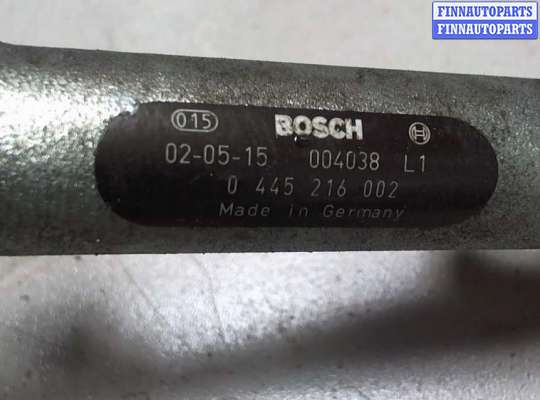 FINNAUTOPARTS
FINNAUTOPARTS
015 BOSCH
02-05-15 004038 L1
0 445 216 002
Made in Germany